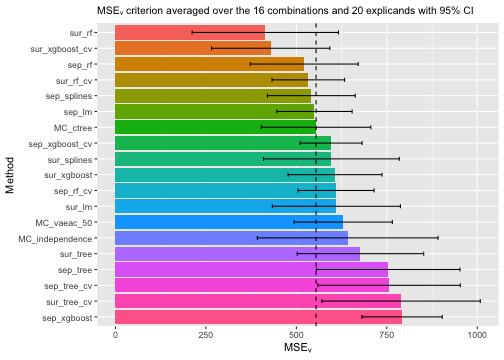 MSEᵥ criterion averaged over the 16 combinations and 20 explicands with 95% CI
Method
sur_rf
sur_xgboost_cv
sep_rf
sur_rf_cv
sep_splines
sep_lm
MC_ctree
sep_xgboost_cv
sur_splines
sur_xgboost
sep_rf_cv
sur_lm
MC_vaeac_50
MC_independence
sur_tree
sep_tree
sep_tree_cv
sur_tree_cv
sep_xgboost
0 250 500 750 1000
MSEᵥ